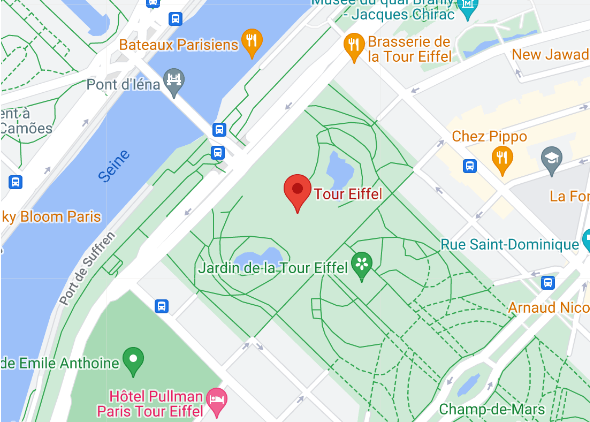 Musée du quai Branly
- Jacques Chirac
Bateaux Parisiens
Brasserie de
la Tour Eiffel
New Jawad
Pont d'Iéna
ent à
Camões
Chez Pippo
Seine
Tour Eiffel
La Fon
ky Bloom Paris
Rue Saint-Dominique
Port de Suffren
Jardin de la Tour Eiffel
Arnaud Nico
de Emile Anthoine
Hôtel Pullman
Paris Tour Eiffel
Champ-de-Mars